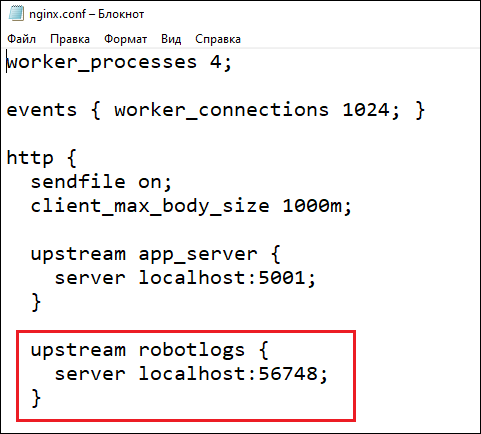 nginx.conf – Блокнот
Файл Правка Формат Вид Справка
worker_processes 4;
events { worker_connections 1024; }
http {
sendfile on;
client_max_body_size 1000m;
upstream app_server {
server localhost:5001;
}
upstream robotlogs {
server localhost:56748;
}